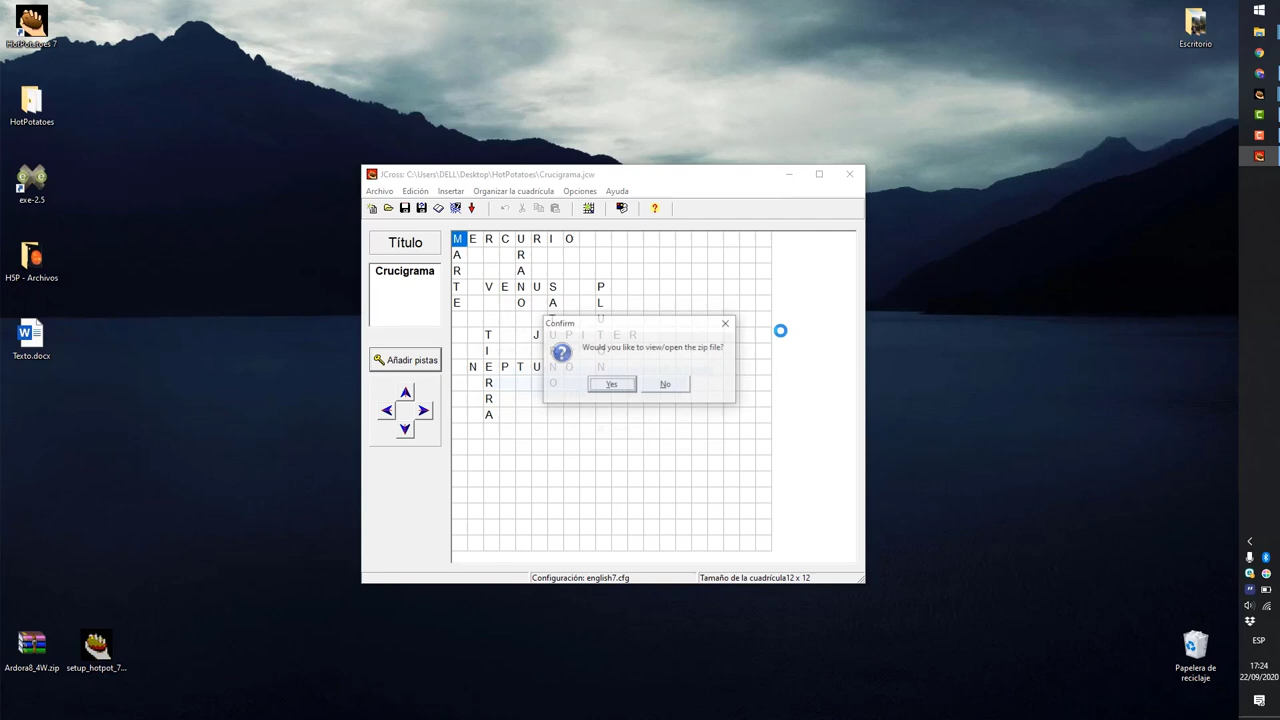 HotPotatoes 7
Escritorio
HotPotatoes
exe-2.5
H5P - Archivos
Texto.docx
Ardora8_4W.zip
setup_hotpot_7...
JCross: C:\Users\DELL\Desktop\HotPotatoes\Crucigrama.jcw
Archivo Edición Insertar Organizar la cuadrícula Opciones Ayuda
Título
Crucigrama
Añadir pistas
M E R C U R I O
A U
R R
T A
E V E N U S P
N A L
O T U
T J U P I T E R
I O
N E P T U N O N
R O
R
A
Confirm
Would you like to view/open the zip file?
Yes No
Configuración: english7.cfg Tamaño de la cuadrícula12 x 12
ESP
17:24
22/09/2020
Papelera de
reciclaje